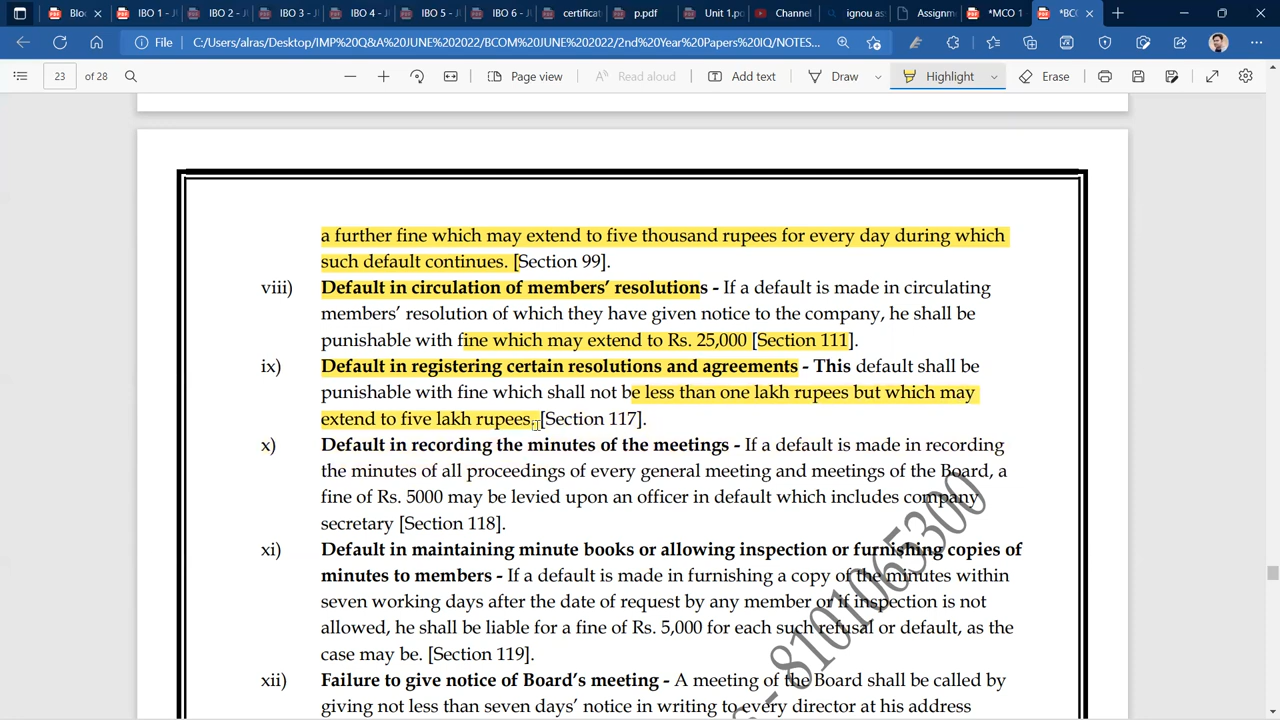 Bloc
IBO 1 - JU
IBO 2 - JU
IBO 3 - JU
IBO 4 - JU
IBO 5 - JU
IBO 6 - JU
certificat
p.pdf
Unit 1.pd
Channel
ignou as
Assignm
*MCO 1
*BCO
File
C:/Users/alras/Desktop/IMP%20Q&A%20JUNE%202022/BCOM%20JUNE%202022/2nd%20Year%20Papers%20IQ/NOTES...
23 of 28
Page view
Read aloud
Add text
Draw
Highlight
Erase
a further fine which may extend to five thousand rupees for every day during which
such default continues. [Section 99].
viii) Default in circulation of members’ resolutions - If a default is made in circulating
members’ resolution of which they have given notice to the company, he shall be
punishable with fine which may extend to Rs. 25,000 [Section 111].
ix) Default in registering certain resolutions and agreements - This default shall be
punishable with fine which shall not be less than one lakh rupees but which may
extend to five lakh rupees. [Section 117].
x) Default in recording the minutes of the meetings - If a default is made in recording
the minutes of all proceedings of every general meeting and meetings of the Board, a
fine of Rs. 5000 may be levied upon an officer in default which includes company
secretary [Section 118].
xi) Default in maintaining minute books or allowing inspection or furnishing copies of
minutes to members - If a default is made in furnishing a copy of the minutes within
seven working days after the date of request by any member or if inspection is not
allowed, he shall be liable for a fine of Rs. 5,000 for each such refusal or default, as the
case may be. [Section 119].
xii) Failure to give notice of Board’s meeting - A meeting of the Board shall be called by
giving not less than seven days’ notice in writing to every director at his address
s - 8101065300